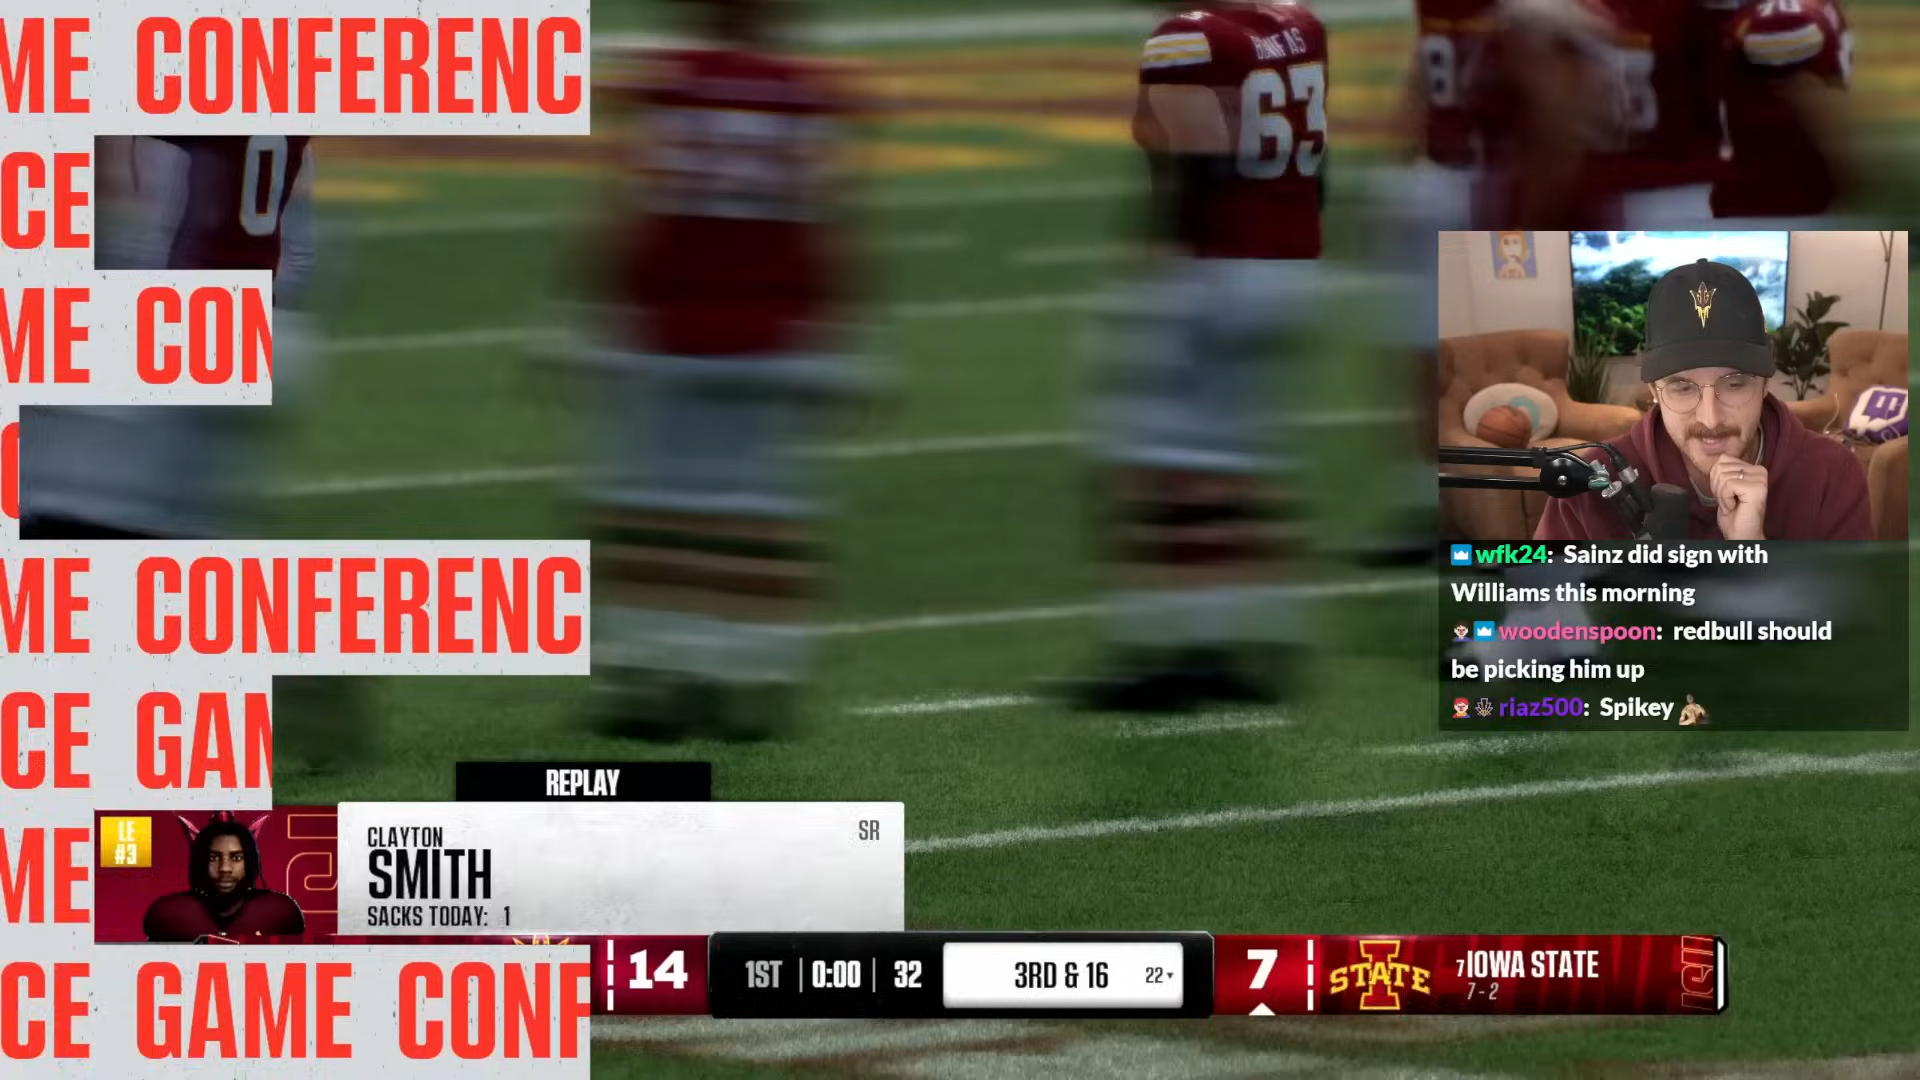 ME CONFERENC
CE
ME CON
ME CONFERENC
CE GAM
ME
CE GAME CONF
0
63
REPLAY
LE
#3
CLAYTON
SMITH
SR
SACKS TODAY: 1
14
1ST
0:00
32
3RD & 16
22
7
STATE
7 IOWA STATE
7-2
wfk24: Sainz did sign with
Williams this morning
woodenspoon: redbull should
be picking him up
riaz500: Spikey